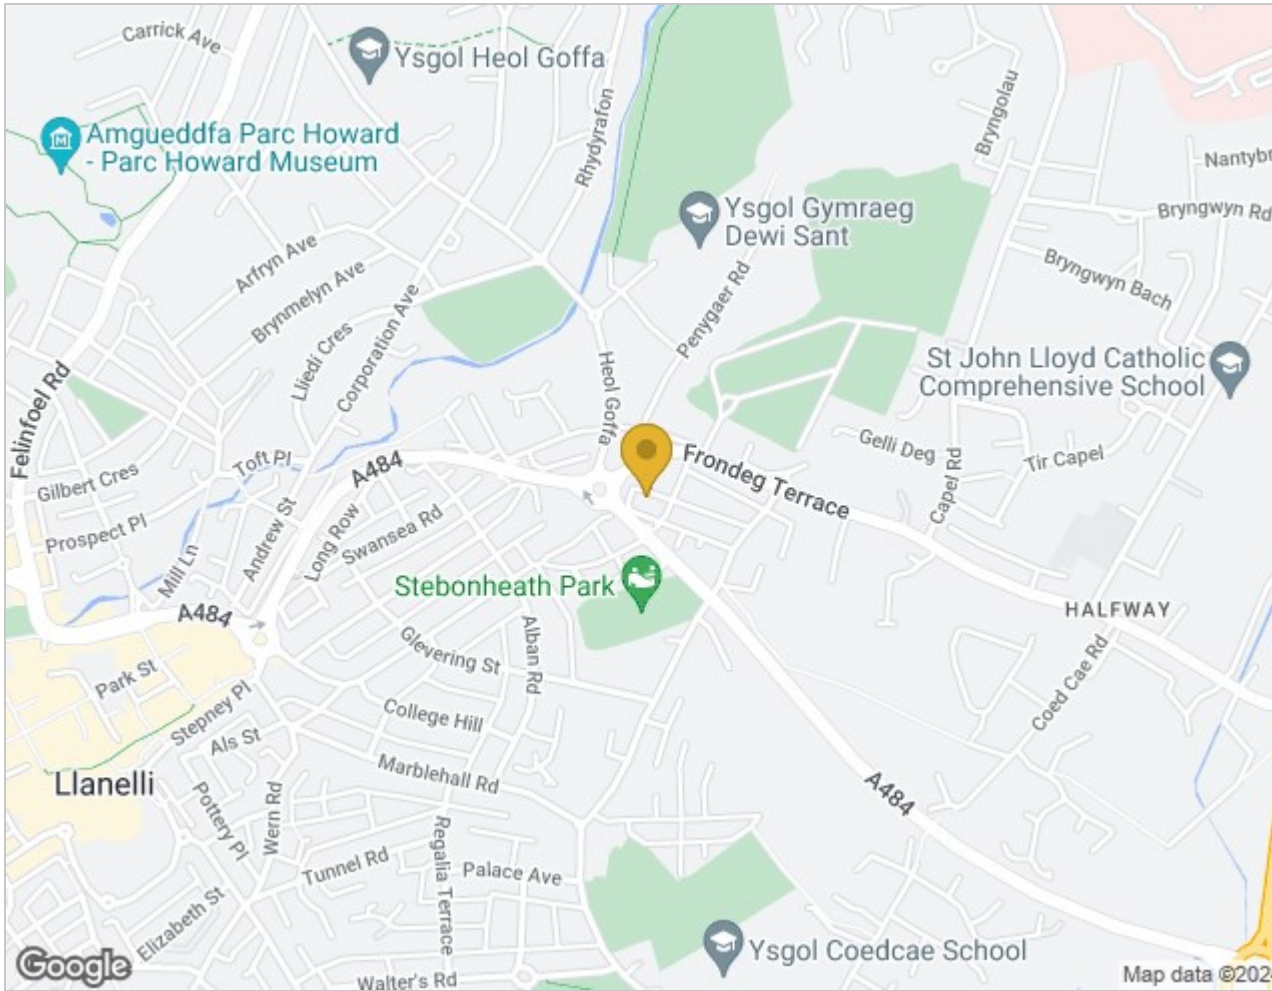 Carrick Ave
Ysgol Heol Goffa
Amgueddfa Parc Howard
- Parc Howard Museum
Rhydyrafon
Bryngolau
Nantybr
Bryngwyn Rd
Ysgol Gymraeg
Dewi Sant
Bryngwyn Bach
Arfryn Ave
Brynmelyn Ave
Corporation Ave
Lliedi Cres
Penygaer Rd
Heol Goffa
St John Lloyd Catholic
Comprehensive School
Felinfoel Rd
Gelli Deg
Tir Capel
Capel Rd
Toft Pl
A484
Frondeg Terrace
Gilbert Cres
Prospect Pl
Andrew St
Long Row
Swansea Rd
Mill Ln
Stebonheath Park
A484
HALFWAY
Glevering St
Alban Rd
Coed Cae Rd
Park St
Stepney Pl
College Hill
Als St
Marblehall Rd
Llanelli
A484
Pottery Pl
Wern Rd
Regalia Terrace
Tunnel Rd
Palace Ave
Elizabeth St
Ysgol Coedcae School
Google
Walter's Rd
Map data ©2024